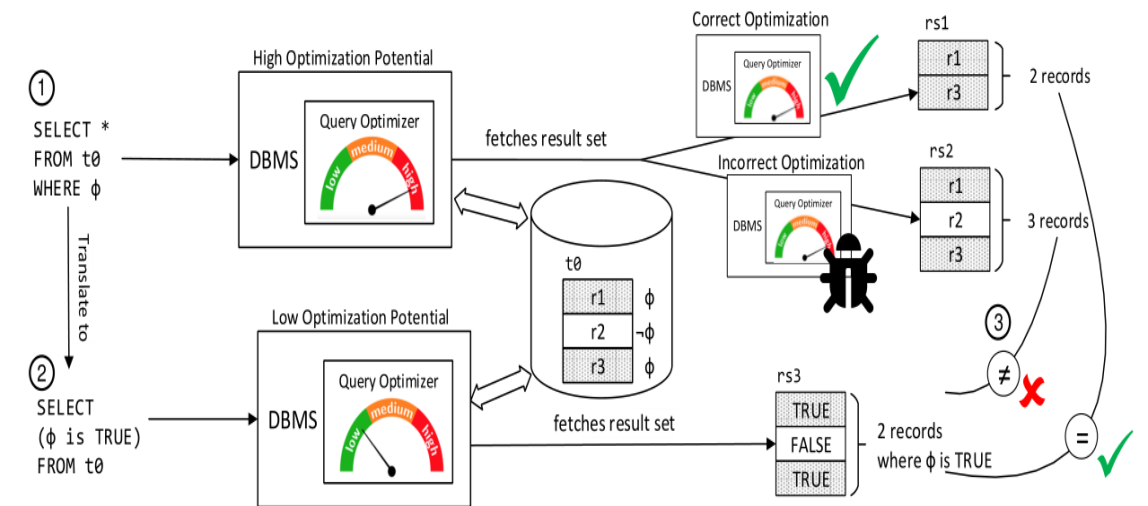 ①
SELECT *
FROM t0
WHERE ϕ
Translate to
②
SELECT
(ϕ is TRUE)
FROM t0
High Optimization Potential
DBMS
Query Optimizer
low
medium
high
fetches result set
Low Optimization Potential
DBMS
Query Optimizer
low
medium
high
fetches result set
t0
r1 ϕ
r2 ¬ϕ
r3 ϕ
Correct Optimization
DBMS
Query Optimizer
low
medium
high
Incorrect Optimization
DBMS
Query Optimizer
low
medium
high
rs1
r1
r3
2 records
rs2
r1
r2
r3
3 records
③
≠
=
rs3
TRUE
FALSE
TRUE
2 records
where ϕ is TRUE